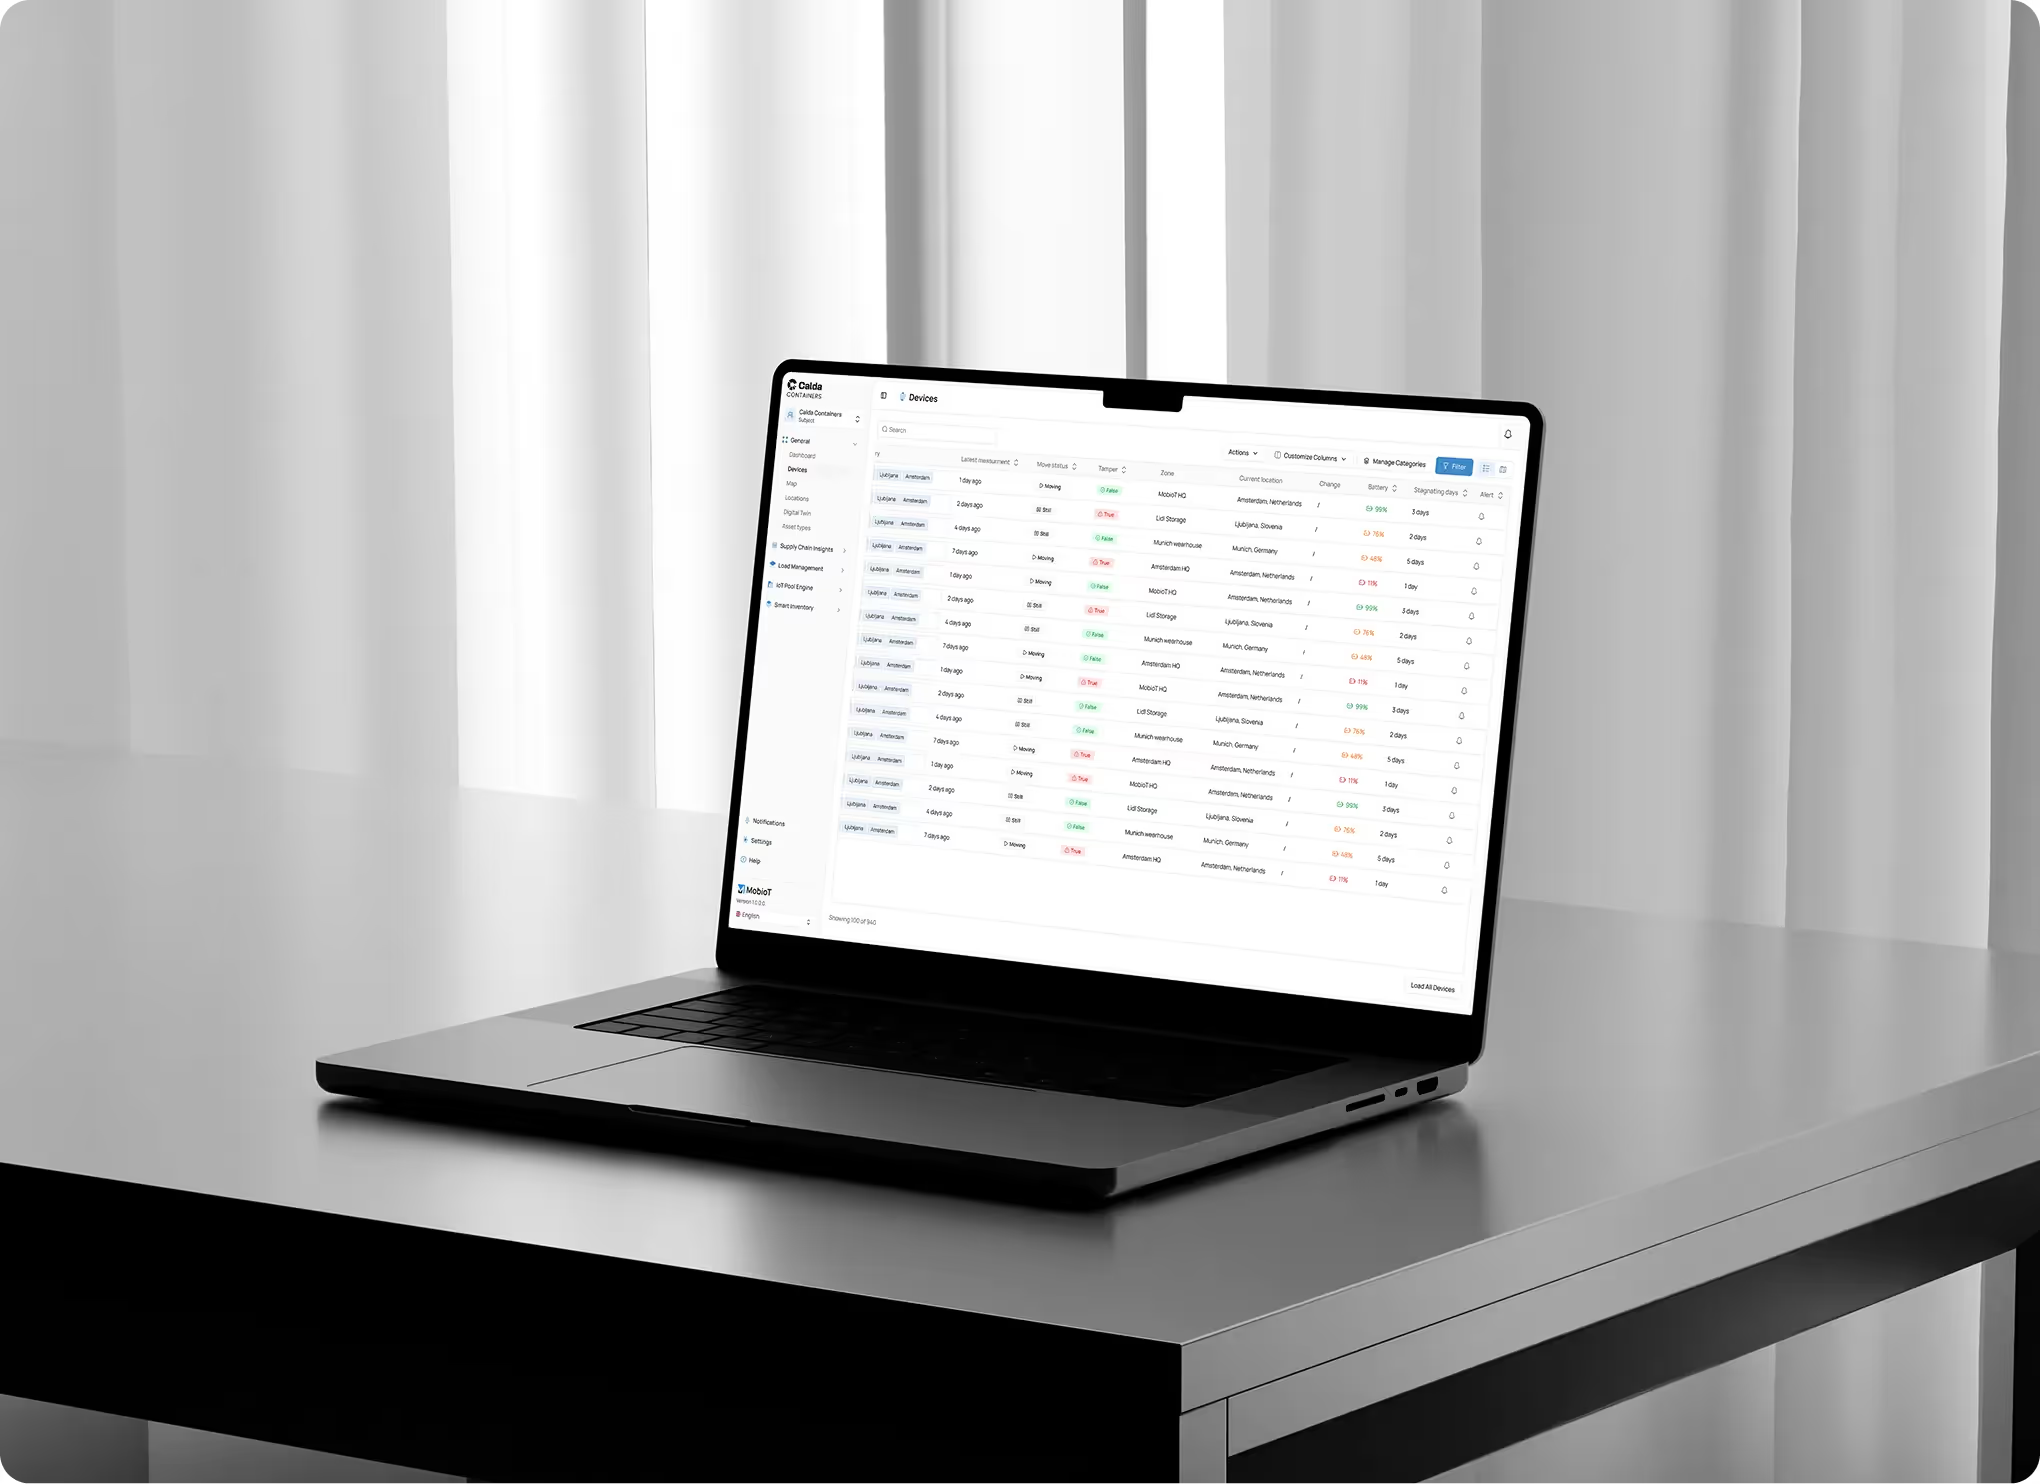 Calda
CONTAINERS
Calda Containers
Subject
General
Dashboard
Devices
Map
Locations
Digital Twin
Asset types
Supply Chain Insights
Load Management
IoT Pool Engine
Smart Inventory
Notifications
Settings
Help
MobioT
Version 1.0.0.0
English
Devices
Search
Actions Customize Columns Manage Categories Filter
ry Latest measurment Move status Tamper Zone Current location Change Battery Stagnating days Alert
Ljubljana Amsterdam 1 day ago Moving False MobioT HQ Amsterdam, Netherlands / 99% 3 days
Ljubljana Amsterdam 2 days ago Still True Lidl Storage Ljubljana, Slovenia / 76% 2 days
Ljubljana Amsterdam 4 days ago Still False Munich wearhouse Munich, Germany / 48% 5 days
Ljubljana Amsterdam 7 days ago Moving True Amsterdam HQ Amsterdam, Netherlands / 11% 1 day
Ljubljana Amsterdam 1 day ago Moving False MobioT HQ Amsterdam, Netherlands / 99% 3 days
Ljubljana Amsterdam 2 days ago Still True Lidl Storage Ljubljana, Slovenia / 76% 2 days
Ljubljana Amsterdam 4 days ago Still False Munich wearhouse Munich, Germany / 48% 5 days
Ljubljana Amsterdam 7 days ago Moving False Amsterdam HQ Amsterdam, Netherlands / 11% 1 day
Ljubljana Amsterdam 1 day ago Moving True MobioT HQ Amsterdam, Netherlands / 99% 3 days
Ljubljana Amsterdam 2 days ago Still False Lidl Storage Ljubljana, Slovenia / 76% 2 days
Ljubljana Amsterdam 4 days ago Still False Munich wearhouse Munich, Germany / 48% 5 days
Ljubljana Amsterdam 7 days ago Moving True Amsterdam HQ Amsterdam, Netherlands / 11% 1 day
Ljubljana Amsterdam 1 day ago Moving True MobioT HQ Amsterdam, Netherlands / 99% 3 days
Ljubljana Amsterdam 2 days ago Still False Lidl Storage Ljubljana, Slovenia / 76% 2 days
Ljubljana Amsterdam 4 days ago Still False Munich wearhouse Munich, Germany / 48% 5 days
Ljubljana Amsterdam 7 days ago Moving True Amsterdam HQ Amsterdam, Netherlands / 11% 1 day
Showing 100 of 940
Load All Devices